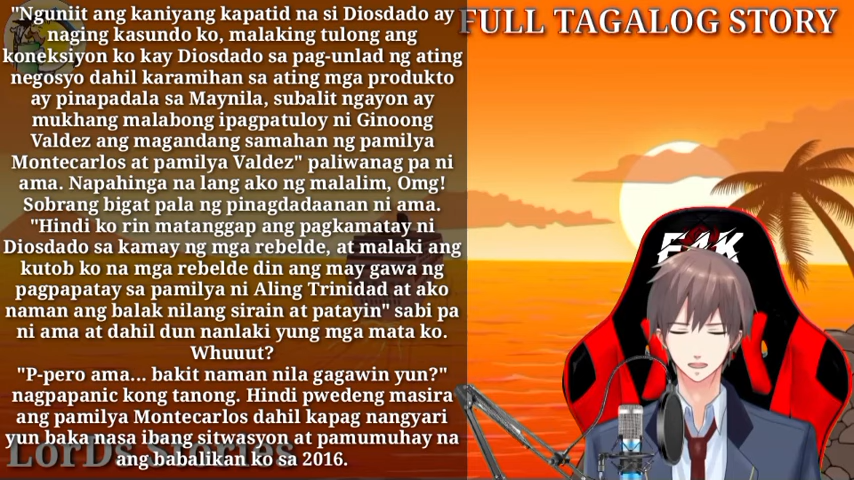 FULL TAGALOG STORY
"Nguniit ang kaniyang kapatid na si Diosdado ay
naging kasundo ko, malaking tulong ang
koneksiyon ko kay Diosdado sa pag-unlad ng ating
negosyo dahil karamihan sa ating mga produkto
ay pinapadala sa Maynila, subalit ngayon ay
mukhang malabong ipagpatuloy ni Ginoong
Valdez ang magandang samahan ng pamilya
Montecarlos at pamilya Valdez" paliwanag pa ni
ama. Napahinga na lang ako ng malalim, Omg!
Sobrang bigat pala ng pinagdadaanan ni ama.
"Hindi ko rin matanggap ang pagkamatay ni
Diosdado sa kamay ng mga rebelde, at malaki ang
kutob ko na mga rebelde din ang may gawa ng
pagpapatay sa pamilya ni Aling Trinidad at ako
naman ang balak nilang sirain at patayin" sabi pa
ni ama at dahil dun nanlaki yung mga mata ko.
Whuuut?
"P-pero ama... bakit naman nila gagawin yun?"
nagpapanic kong tanong. Hindi pwedeng masira
ang pamilya Montecarlos dahil kapag nangyari
yun baka nasa ibang sitwasyon at pamumuhay na
ang babalikan ko sa 2016.
LorDs Stories